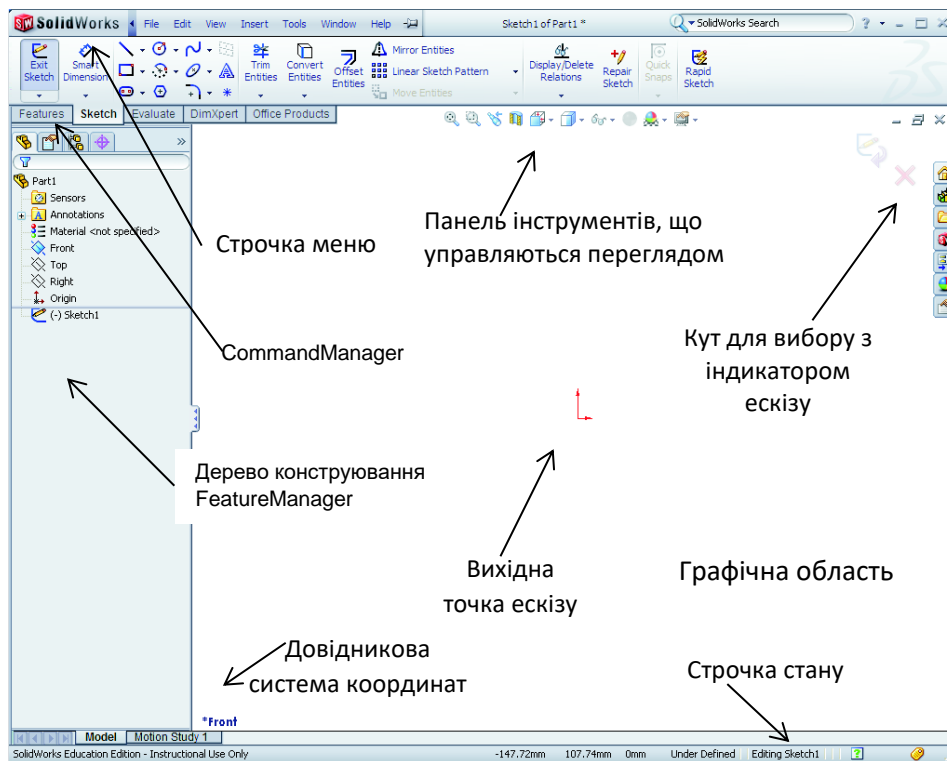 SolidWorks File Edit View Insert Tools Window Help Sketch1 of Part1 * SolidWorks Search
Exit Sketch
Smart Dimension
Trim Entities
Convert Entities
Offset Entities
Mirror Entities
Linear Sketch Pattern
Move Entities
Display/Delete Relations
Repair Sketch
Quick Snaps
Rapid Sketch
Features Sketch Evaluate DimXpert Office Products
Part1
Sensors
Annotations
Material <not specified>
Front
Top
Right
Origin
(-) Sketch1
Строчка меню
Панель інструментів, що
управляються переглядом
CommandManager
Кут для вибору з
індикатором
ескізу
Дерево конструювання
FeatureManager
Вихідна
точка ескізу
Графічна область
Довідникова
система координат
Строчка стану
*Front
Model Motion Study 1
SolidWorks Education Edition - Instructional Use Only -147.72mm 107.74mm 0mm Under Defined Editing Sketch1